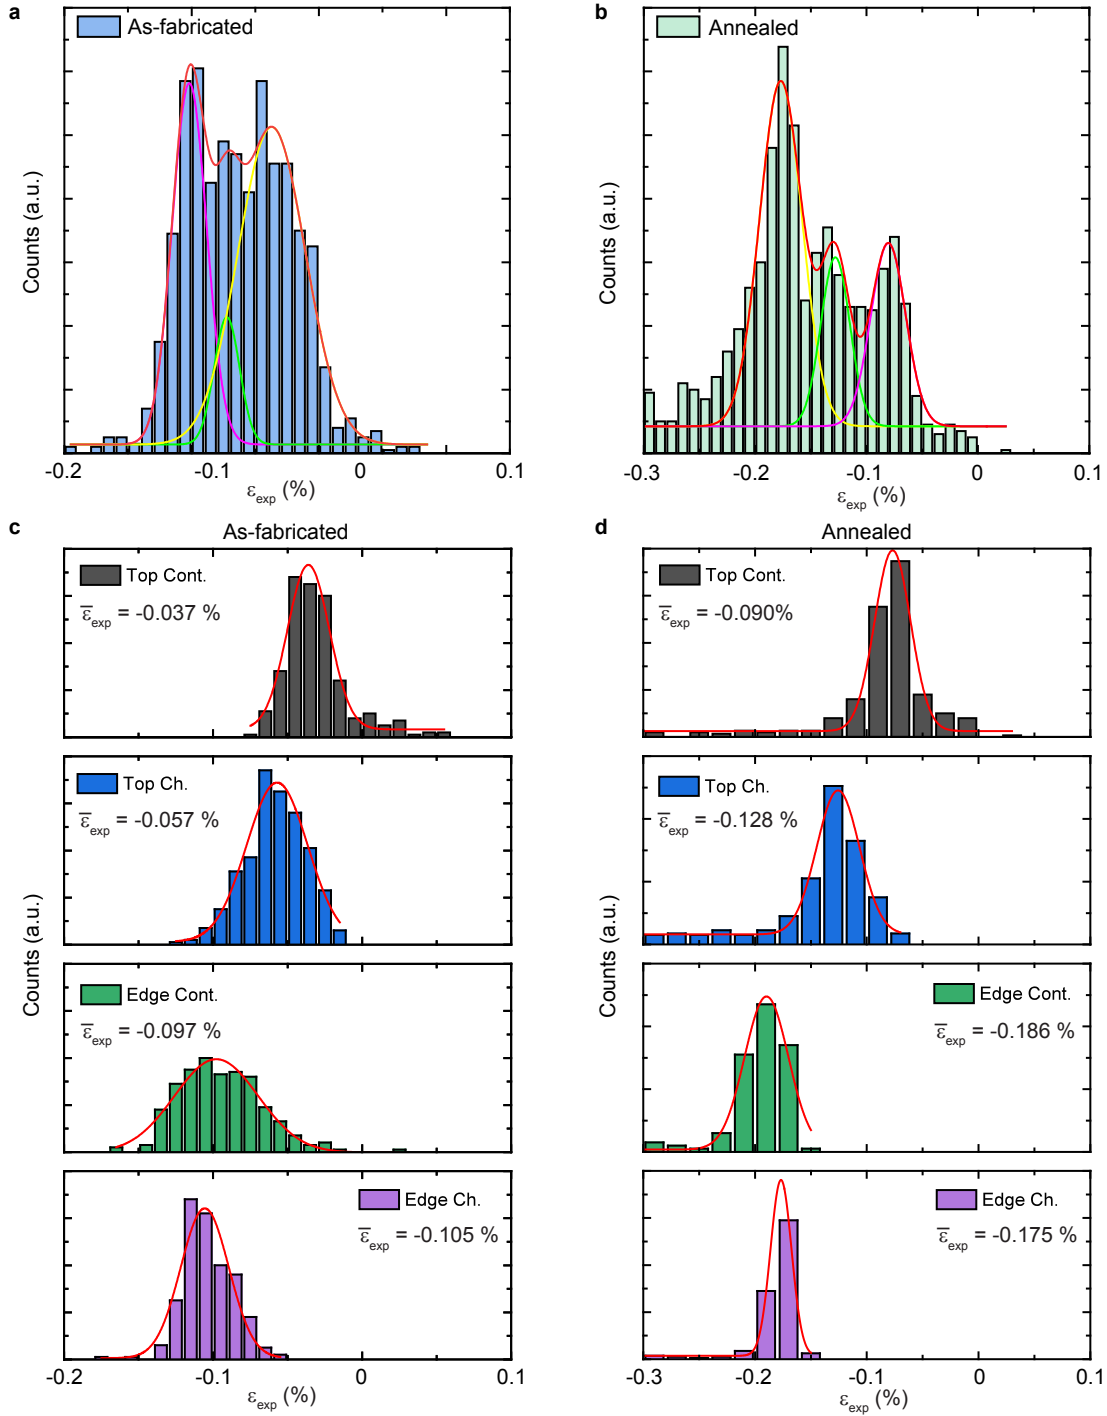 a
As-fabricated
Counts (a.u.)
-0.2 -0.1 0 0.1
εexp (%)
b
Annealed
Counts (a.u.)
-0.3 -0.2 -0.1 0 0.1
εexp (%)
c
As-fabricated
Top Cont.
ε̅exp = -0.037 %
Top Ch.
ε̅exp = -0.057 %
Edge Cont.
ε̅exp = -0.097 %
Edge Ch.
ε̅exp = -0.105 %
Counts (a.u.)
-0.2 -0.1 0 0.1
εexp (%)
d
Annealed
Top Cont.
ε̅exp = -0.090%
Top Ch.
ε̅exp = -0.128 %
Edge Cont.
ε̅exp = -0.186 %
Edge Ch.
ε̅exp = -0.175 %
Counts (a.u.)
-0.3 -0.2 -0.1 0 0.1
εexp (%)